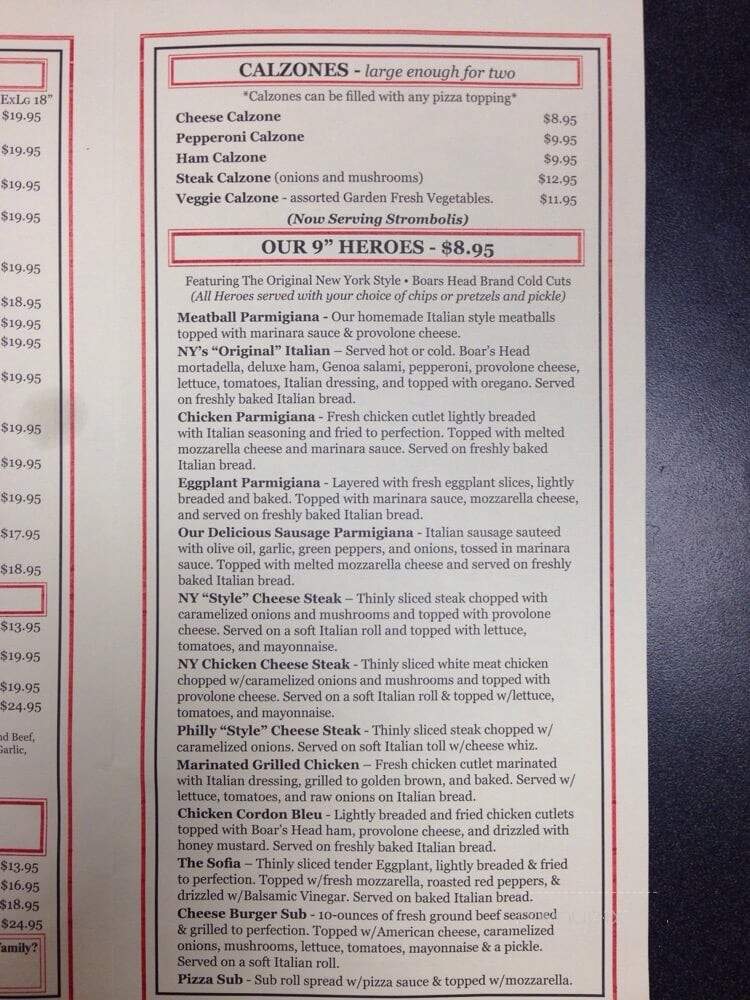 ExLg 18"
$19.95
$19.95
$19.95
$19.95
$19.95
$18.95
$19.95
$19.95
$19.95
$19.95
$19.95
$19.95
$17.95
$18.95
$13.95
$19.95
$19.95
$24.95
d Beef,
Garlic,
$13.95
$16.95
$18.95
$24.95
amily?
CALZONES - large enough for two
*Calzones can be filled with any pizza topping*
Cheese Calzone $8.95
Pepperoni Calzone $9.95
Ham Calzone $9.95
Steak Calzone (onions and mushrooms) $12.95
Veggie Calzone - assorted Garden Fresh Vegetables. $11.95
(Now Serving Strombolis)
OUR 9” HEROES - $8.95
Featuring The Original New York Style • Boars Head Brand Cold Cuts
(All Heroes served with your choice of chips or pretzels and pickle)
Meatball Parmigiana - Our homemade Italian style meatballs
topped with marinara sauce & provolone cheese.
NY's “Original” Italian – Served hot or cold. Boar's Head
mortadella, deluxe ham, Genoa salami, pepperoni, provolone cheese,
lettuce, tomatoes, Italian dressing, and topped with oregano. Served
on freshly baked Italian bread.
Chicken Parmigiana - Fresh chicken cutlet lightly breaded
with Italian seasoning and fried to perfection. Topped with melted
mozzarella cheese and marinara sauce. Served on freshly baked
Italian bread.
Eggplant Parmigiana - Layered with fresh eggplant slices, lightly
breaded and baked. Topped with marinara sauce, mozzarella cheese,
and served on freshly baked Italian bread.
Our Delicious Sausage Parmigiana - Italian sausage sauteed
with olive oil, garlic, green peppers, and onions, tossed in marinara
sauce. Topped with melted mozzarella cheese and served on freshly
baked Italian bread.
NY “Style” Cheese Steak – Thinly sliced steak chopped with
caramelized onions and mushrooms and topped with provolone
cheese. Served on a soft Italian roll and topped with lettuce,
tomatoes, and mayonnaise.
NY Chicken Cheese Steak - Thinly sliced white meat chicken
chopped w/caramelized onions and mushrooms and topped with
provolone cheese. Served on a soft Italian roll & topped w/lettuce,
tomatoes, and mayonnaise.
Philly “Style” Cheese Steak - Thinly sliced steak chopped w/
caramelized onions. Served on soft Italian toll w/cheese whiz.
Marinated Grilled Chicken – Fresh chicken cutlet marinated
with Italian dressing, grilled to golden brown, and baked. Served w/
lettuce, tomatoes, and raw onions on Italian bread.
Chicken Cordon Bleu - Lightly breaded and fried chicken cutlets
topped with Boar's Head ham, provolone cheese, and drizzled with
honey mustard. Served on freshly baked Italian bread.
The Sofia – Thinly sliced tender Eggplant, lightly breaded & fried
to perfection. Topped w/fresh mozzarella, roasted red peppers, &
drizzled w/Balsamic Vinegar. Served on baked Italian bread.
Cheese Burger Sub - 10-ounces of fresh ground beef seasoned
& grilled to perfection. Topped w/American cheese, caramelized
onions, mushrooms, lettuce, tomatoes, mayonnaise & a pickle.
Served on a soft Italian roll.
Pizza Sub - Sub roll spread w/pizza sauce & topped w/mozzarella.